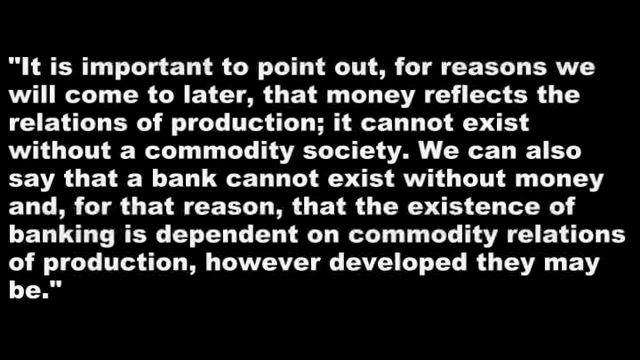 "It is important to point out, for reasons we
will come to later, that money reflects the
relations of production; it cannot exist
without a commodity society. We can also
say that a bank cannot exist without money
and, for that reason, that the existence of
banking is dependent on commodity relations
of production, however developed they may
be."